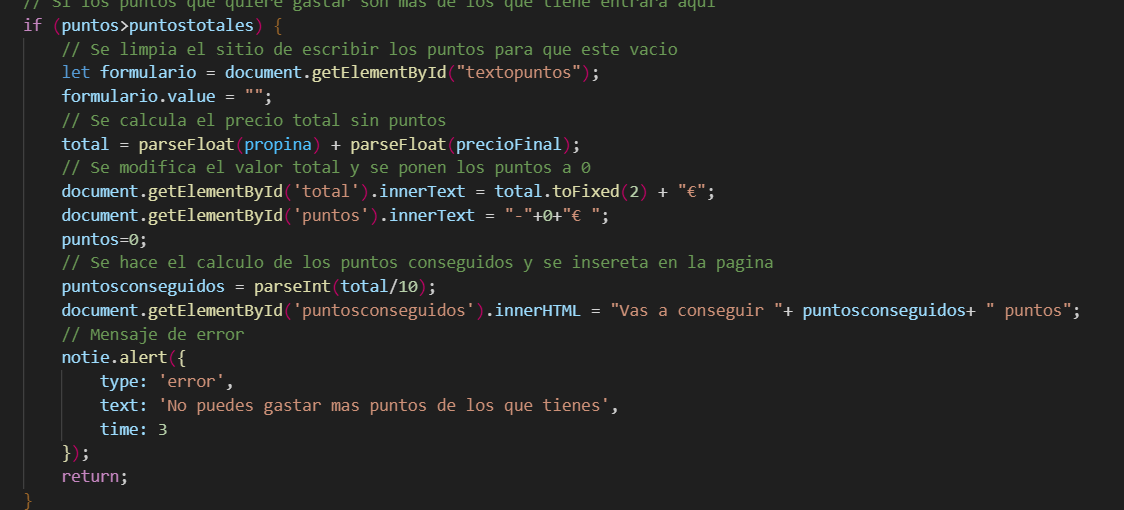 // Si los puntos que quiere gastar son mas de los que tiene entrara aqui
if (puntos>puntostotales) {
// Se limpia el sitio de escribir los puntos para que este vacio
let formulario = document.getElementById("textopuntos");
formulario.value = "";
// Se calcula el precio total sin puntos
total = parseFloat(propina) + parseFloat(precioFinal);
// Se modifica el valor total y se ponen los puntos a 0
document.getElementById('total').innerText = total.toFixed(2) + "€";
document.getElementById('puntos').innerText = "-"+0+"€ ";
puntos=0;
// Se hace el calculo de los puntos conseguidos y se insereta en la pagina
puntosconseguidos = parseInt(total/10);
document.getElementById('puntosconseguidos').innerHTML = "Vas a conseguir "+ puntosconseguidos+ " puntos";
// Mensaje de error
notie.alert({
type: 'error',
text: 'No puedes gastar mas puntos de los que tienes',
time: 3
});
return;
}